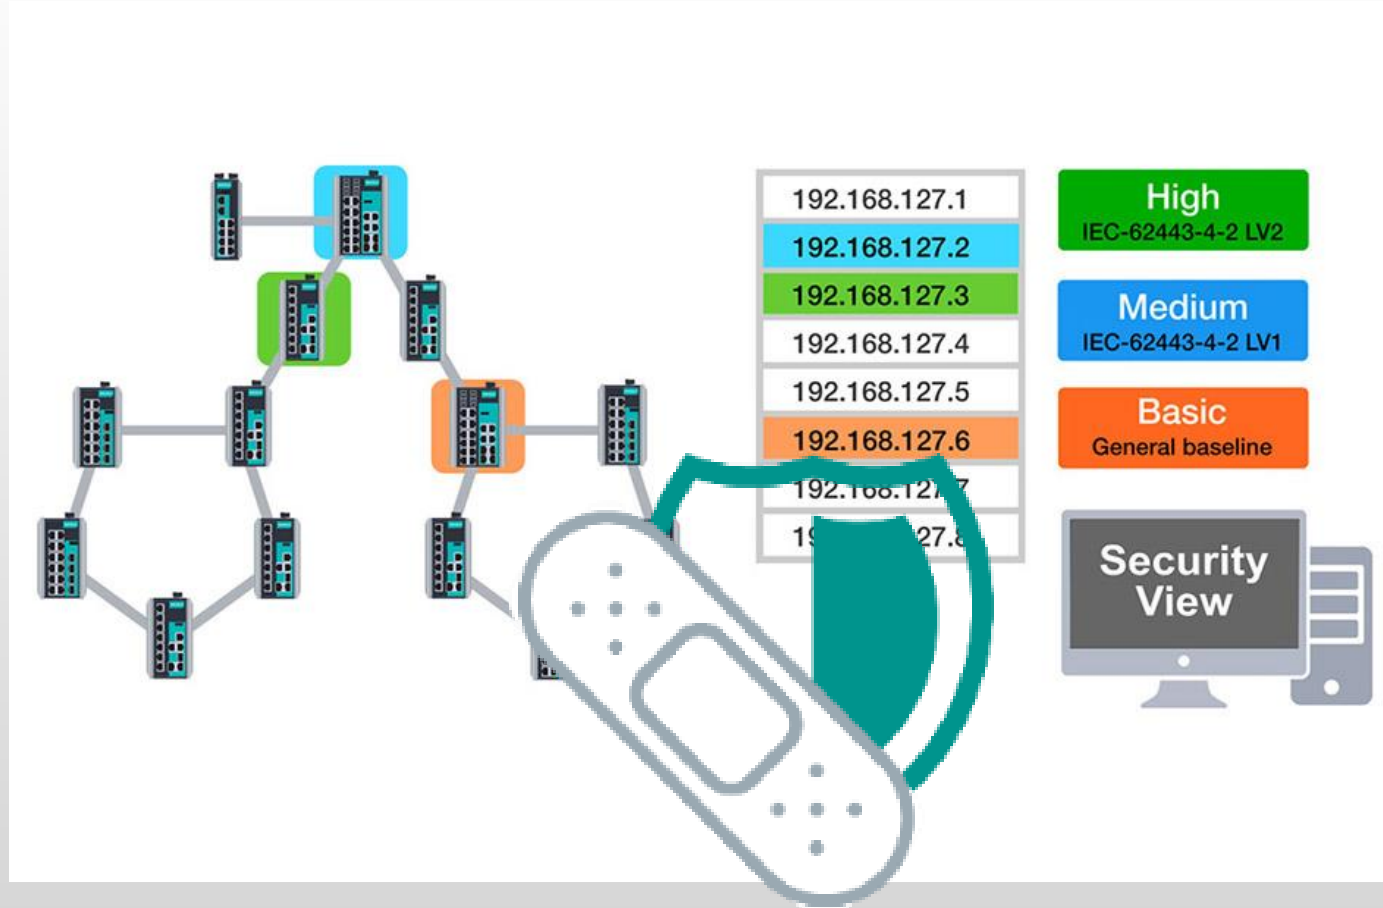 192.168.127.1
192.168.127.2
192.168.127.3
192.168.127.4
192.168.127.5
192.168.127.6
High
IEC-62443-4-2 LV2
Medium
IEC-62443-4-2 LV1
Basic
General baseline
Security
View